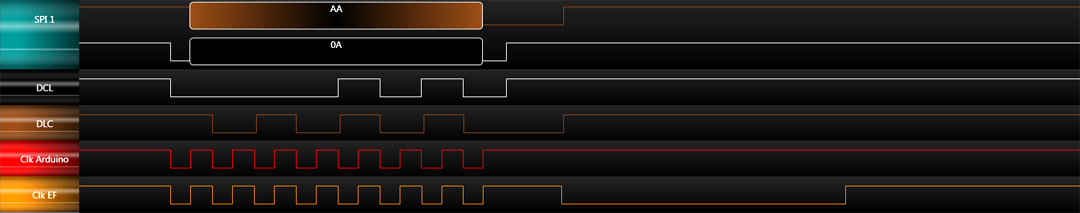 SPI 1
AA
0A
DCL
DLC
Clk Arduino
Clk EF